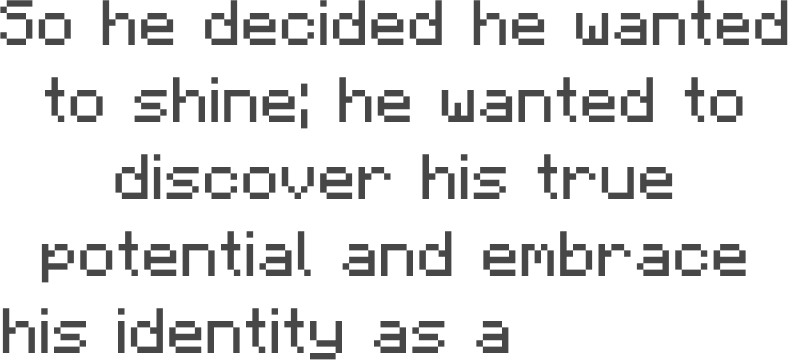 So he decided he wanted
to shine; he wanted to
discover his true
potential and embrace
his identity as a